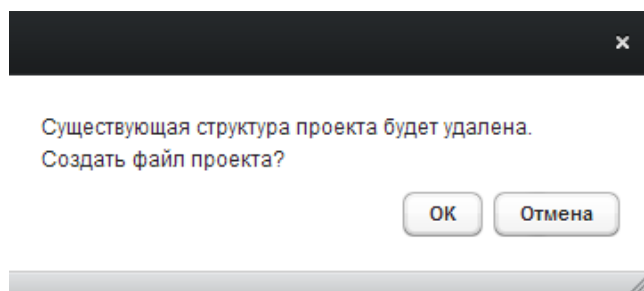 Существующая структура проекта будет удалена.
Создать файл проекта?
ОК
Отмена